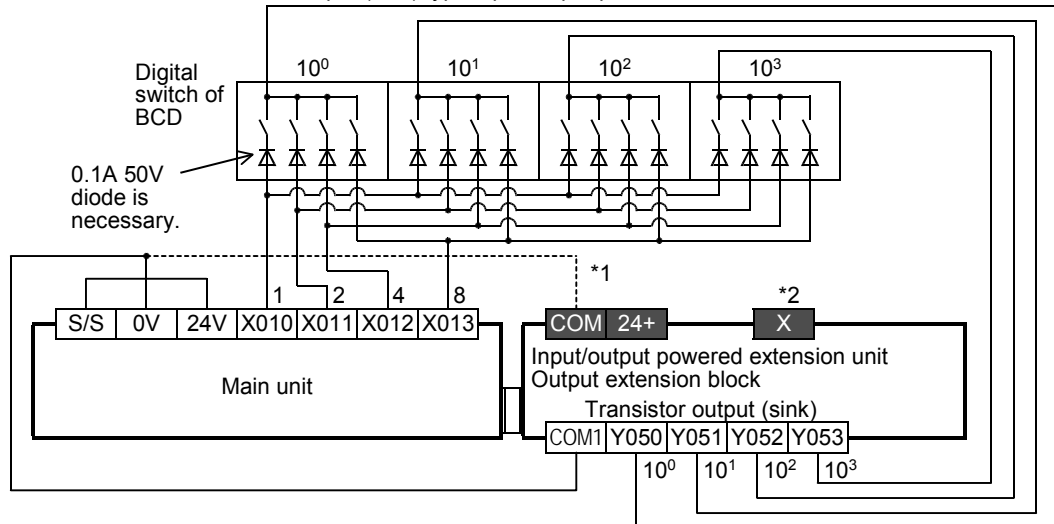 10⁰ 10¹ 10² 10³
Digital
switch of
BCD
0.1A 50V
diode is
necessary.
*1
*2
1 2 4 8
S/S 0V 24V X010 X011 X012 X013
COM 24+ X
Main unit
Input/output powered extension unit
Output extension block
Transistor output (sink)
COM1 Y050 Y051 Y052 Y053
10⁰ 10¹ 10² 10³